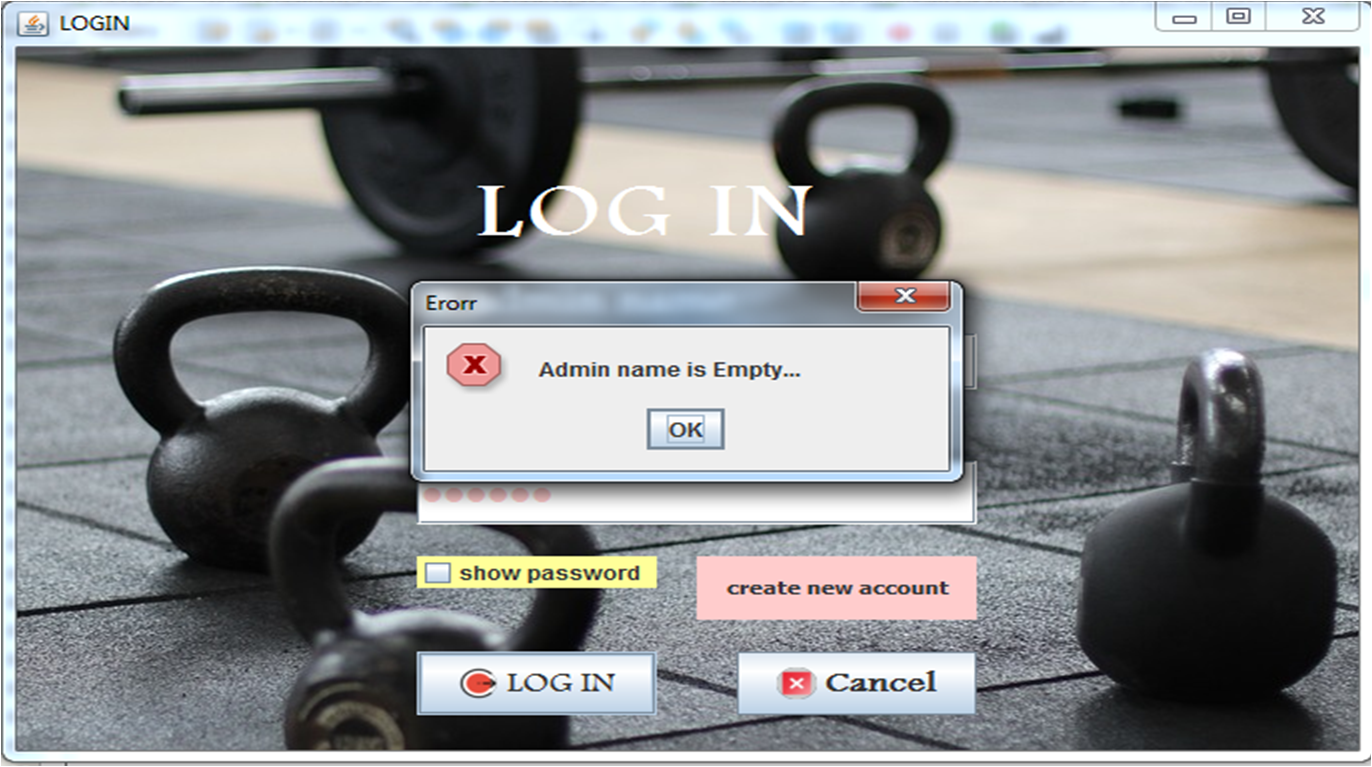 LOGIN
LOG IN
Erorr
Admin name is Empty...
OK
show password
create new account
LOG IN
Cancel